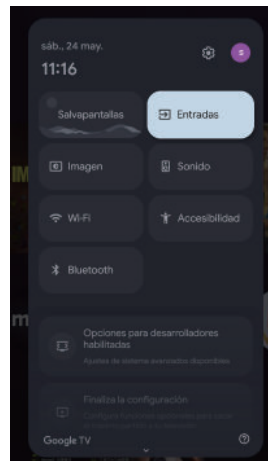 sáb., 24 may.
11:16
S
Salvapantallas
Entradas
Imagen
Sonido
Wi-Fi
Accesibilidad
Bluetooth
Opciones para desarrolladores
habilitadas
Ajustes de sistema avanzados disponibles
Finaliza la configuración
Google TV